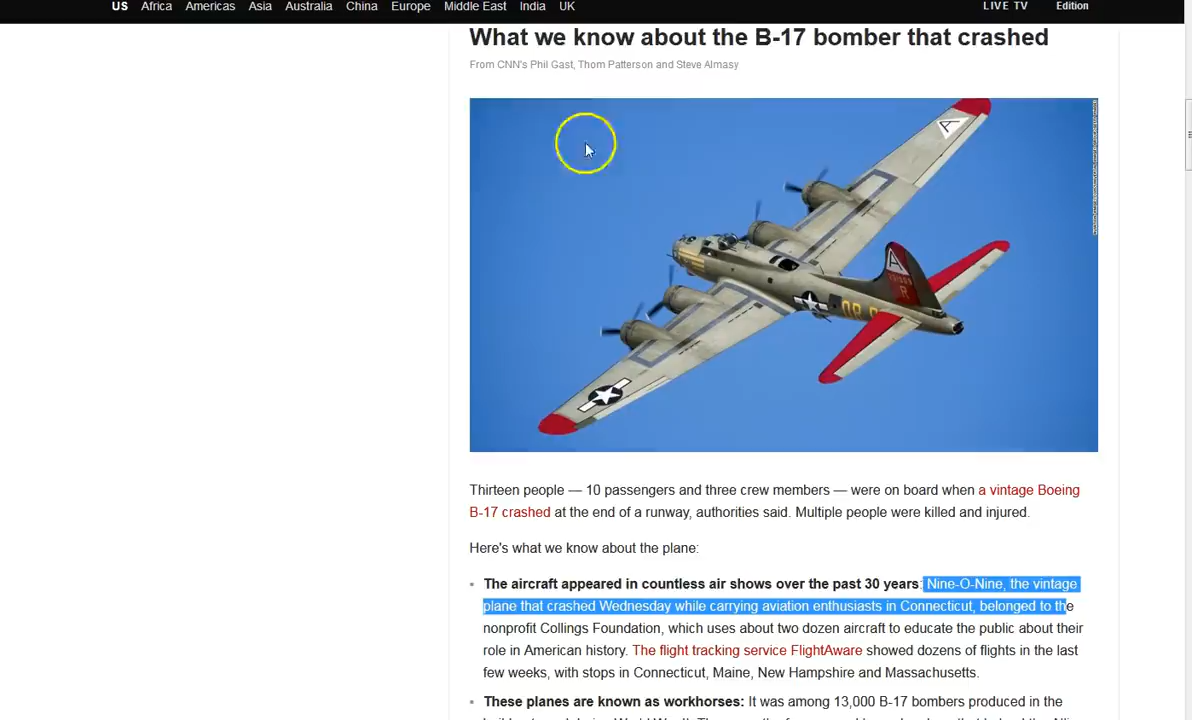 US Africa Americas Asia Australia China Europe Middle East India UK LIVE TV Edition
What we know about the B-17 bomber that crashed
From CNN's Phil Gast, Thom Patterson and Steve Almasy
A
A
R
Thirteen people — 10 passengers and three crew members — were on board when a vintage Boeing
B-17 crashed at the end of a runway, authorities said. Multiple people were killed and injured.
Here's what we know about the plane:
The aircraft appeared in countless air shows over the past 30 years: Nine-O-Nine, the vintage
plane that crashed Wednesday while carrying aviation enthusiasts in Connecticut, belonged to the
nonprofit Collings Foundation, which uses about two dozen aircraft to educate the public about their
role in American history. The flight tracking service FlightAware showed dozens of flights in the last
few weeks, with stops in Connecticut, Maine, New Hampshire and Massachusetts.
These planes are known as workhorses: It was among 13,000 B-17 bombers produced in the